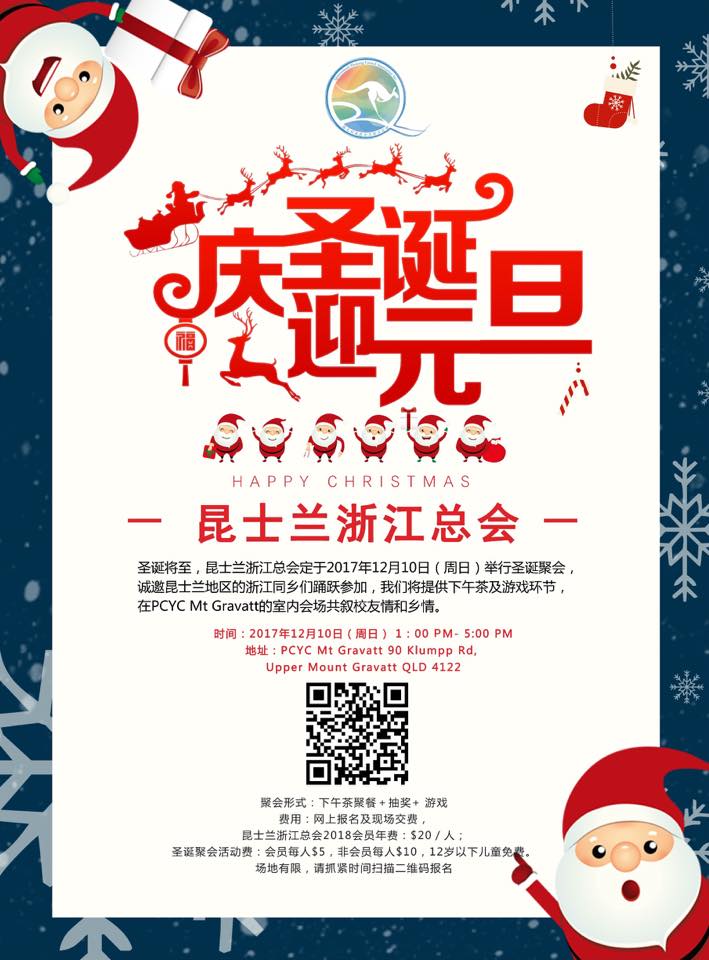 庆圣诞
迎元旦
福
HAPPY CHRISTMAS
昆士兰浙江总会
圣诞将至，昆士兰浙江总会定于2017年12月10日（周日）举行圣诞聚会，
诚邀昆士兰地区的浙江同乡们踊跃参加，我们将提供下午茶及游戏环节，
在PCYC Mt Gravatt的室内会场共叙校友情和乡情。
时间：2017年12月10日（周日） 1：00 PM- 5:00 PM
地址：PCYC Mt Gravatt 90 Klumpp Rd,
Upper Mount Gravatt QLD 4122
聚会形式：下午茶聚餐＋抽奖+ 游戏
费用：网上报名及现场交费，
昆士兰浙江总会2018会员年费：$20 / 人；
圣诞聚会活动费：会员每人$5，非会员每人$10，12岁以下儿童免费。
场地有限，请抓紧时间扫描二维码报名